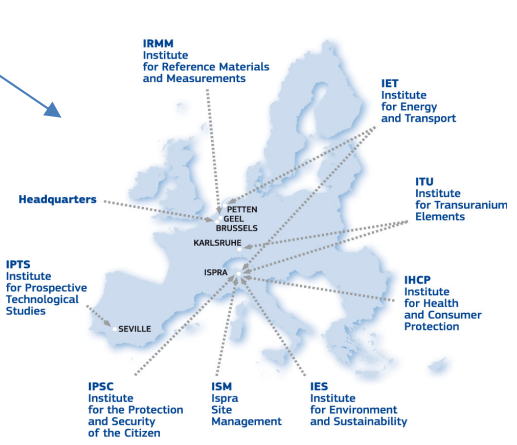 IRMM
Institute
for Reference Materials
and Measurements
IET
Institute
for Energy
and Transport
ITU
Institute
for Transuranium
Elements
Headquarters
PETTEN
GEEL
BRUSSELS
KARLSRUHE
ISPRA
IPTS
Institute
for Prospective
Technological
Studies
SEVILLE
IHCP
Institute
for Health
and Consumer
Protection
IPSC
Institute
for the Protection
and Security
of the Citizen
ISM
Ispra
Site
Management
IES
Institute
for Environment
and Sustainability